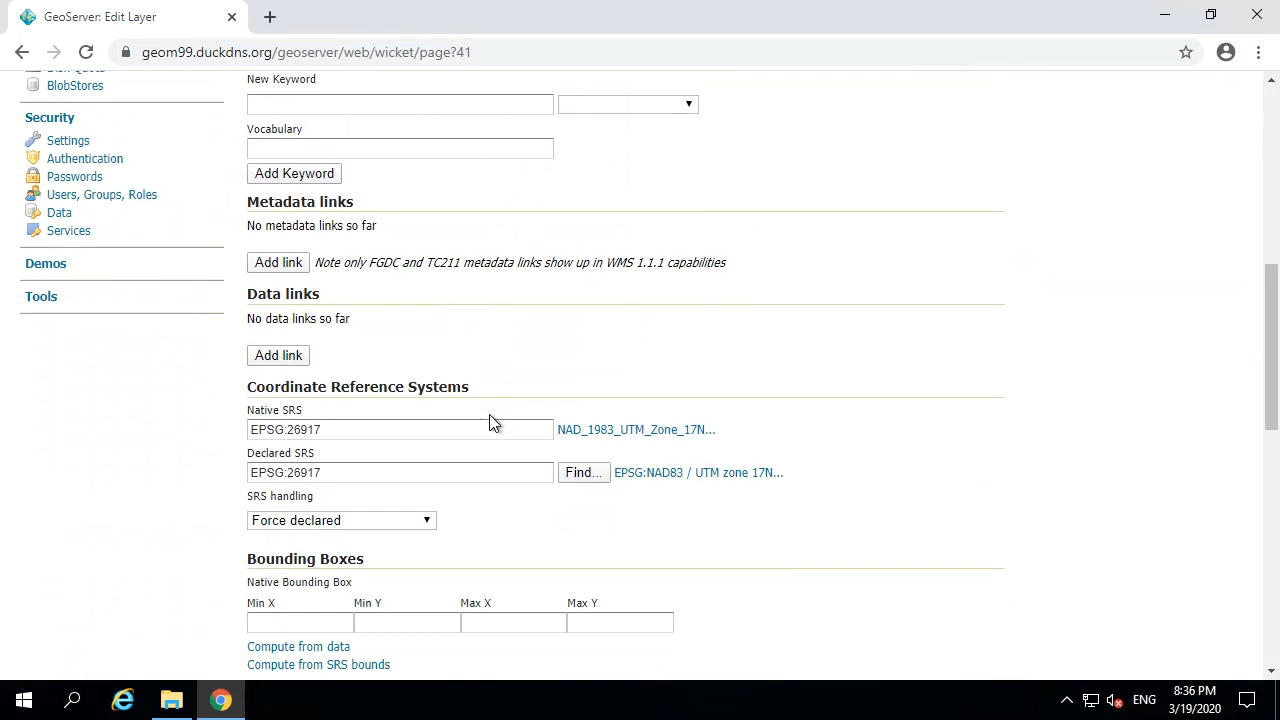 GeoServer: Edit Layer
geom99.duckdns.org/geoserver/web/wicket/page?41
Disk Quota
BlobStores
Security
Settings
Authentication
Passwords
Users, Groups, Roles
Data
Services
Demos
Tools
New Keyword
Vocabulary
Add Keyword
Metadata links
No metadata links so far
Add link Note only FGDC and TC211 metadata links show up in WMS 1.1.1 capabilities
Data links
No data links so far
Add link
Coordinate Reference Systems
Native SRS
EPSG:26917 NAD_1983_UTM_Zone_17N...
Declared SRS
EPSG:26917 Find... EPSG:NAD83 / UTM zone 17N...
SRS handling
Force declared
Bounding Boxes
Native Bounding Box
Min X Min Y Max X Max Y
Compute from data
Compute from SRS bounds
ENG
8:36 PM
3/19/2020